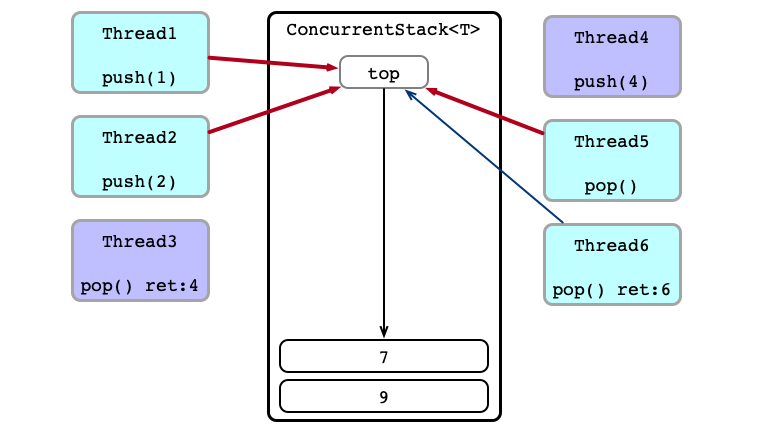 Thread1
push(1)
Thread2
push(2)
Thread3
pop() ret:4
ConcurrentStack<T>
top
7
9
Thread4
push(4)
Thread5
pop()
Thread6
pop() ret:6